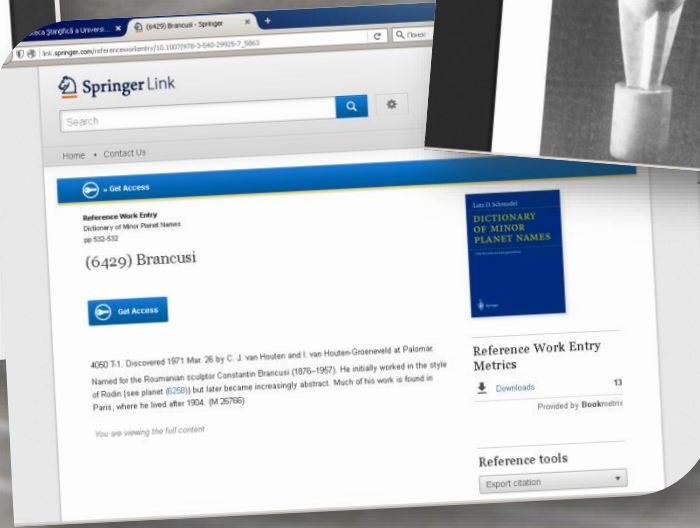 teca Ştiinţifică a Universi... × (6429) Brancusi - Springer × +
link.springer.com/referenceworkentry/10.1007/978-3-540-29925-7_5863
Поиск
Springer Link
Search
Home • Contact Us
» Get Access
Reference Work Entry
Dictionary of Minor Planet Names
pp 532-532
(6429) Brancusi
Get Access
4050 T-1. Discovered 1971 Mar. 26 by C. J. van Houten and I. van Houten-Groeneveld at Palomar.
Named for the Roumanian sculptor Constantin Brancusi (1876–1957). He initially worked in the style
of Rodin (see planet (6258)) but later became increasingly abstract. Much of his work is found in
Paris, where he lived after 1904. (M 26766)
You are viewing the full content
Lutz D. Schmadel
DICTIONARY
OF MINOR
PLANET NAMES
Springer
Reference Work Entry
Metrics
Downloads 13
Provided by Bookmetrix
Reference tools
Export citation